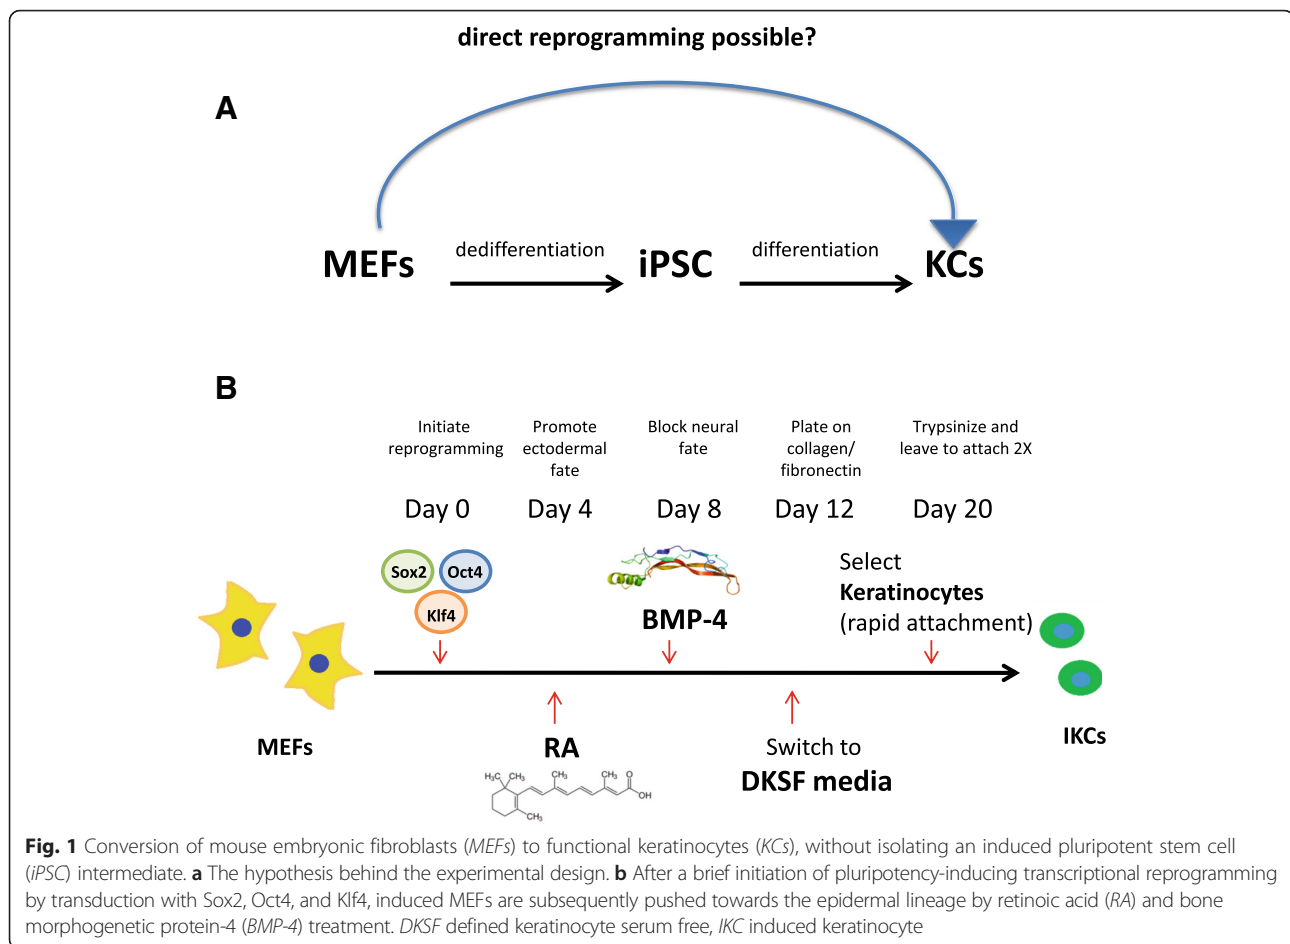 direct reprogramming possible?
A
MEFs
dedifferentiation
iPSC
differentiation
KCs
B
Initiate
reprogramming
Promote
ectodermal
fate
Block neural
fate
Plate on
collagen/
fibronectin
Trypsinize and
leave to attach 2X
Day 0
Day 4
Day 8
Day 12
Day 20
Sox2
Oct4
Klf4
BMP-4
Select
Keratinocytes
(rapid attachment)
MEFs
RA
H₃C
CH₃
CH₃
CH₃
CH₃
O
OH
Switch to
DKSF media
IKCs
Fig. 1 Conversion of mouse embryonic fibroblasts (MEFs) to functional keratinocytes (KCs), without isolating an induced pluripotent stem cell
(iPSC) intermediate. a The hypothesis behind the experimental design. b After a brief initiation of pluripotency-inducing transcriptional reprogramming
by transduction with Sox2, Oct4, and Klf4, induced MEFs are subsequently pushed towards the epidermal lineage by retinoic acid (RA) and bone
morphogenetic protein-4 (BMP-4) treatment. DKSF defined keratinocyte serum free, IKC induced keratinocyte